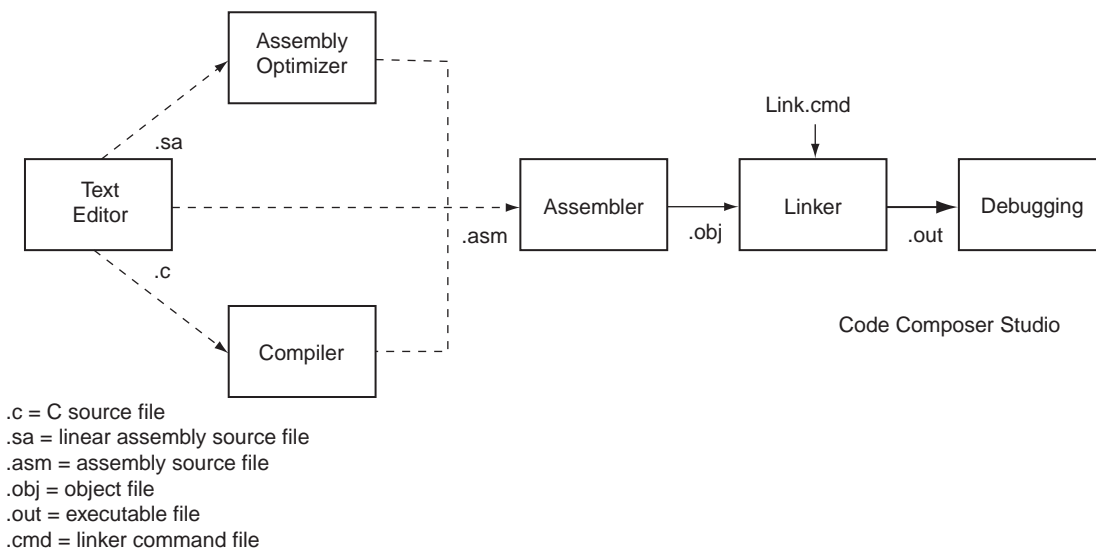 Assembly
Optimizer
Link.cmd
.sa
Text
Editor
Assembler
Linker
Debugging
.asm
.obj
.out
.c
Code Composer Studio
Compiler
.c = C source file
.sa = linear assembly source file
.asm = assembly source file
.obj = object file
.out = executable file
.cmd = linker command file